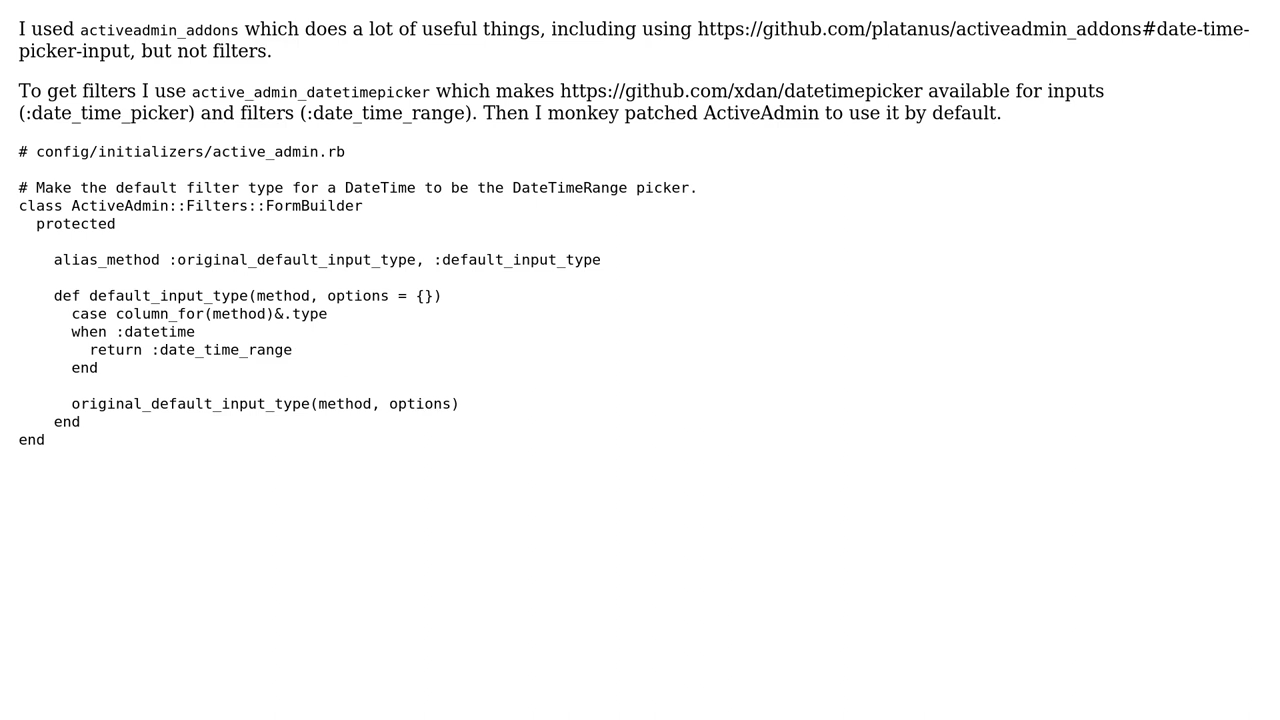 I used activeadmin_addons which does a lot of useful things, including using https://github.com/platanus/activeadmin_addons#date-time-
picker-input, but not filters.
To get filters I use active_admin_datetimepicker which makes https://github.com/xdan/datetimepicker available for inputs
(:date_time_picker) and filters (:date_time_range). Then I monkey patched ActiveAdmin to use it by default.
# config/initializers/active_admin.rb
# Make the default filter type for a DateTime to be the DateTimeRange picker.
class ActiveAdmin::Filters::FormBuilder
  protected
    alias_method :original_default_input_type, :default_input_type
    def default_input_type(method, options = {})
      case column_for(method)&.type
      when :datetime
        return :date_time_range
      end
      original_default_input_type(method, options)
    end
end